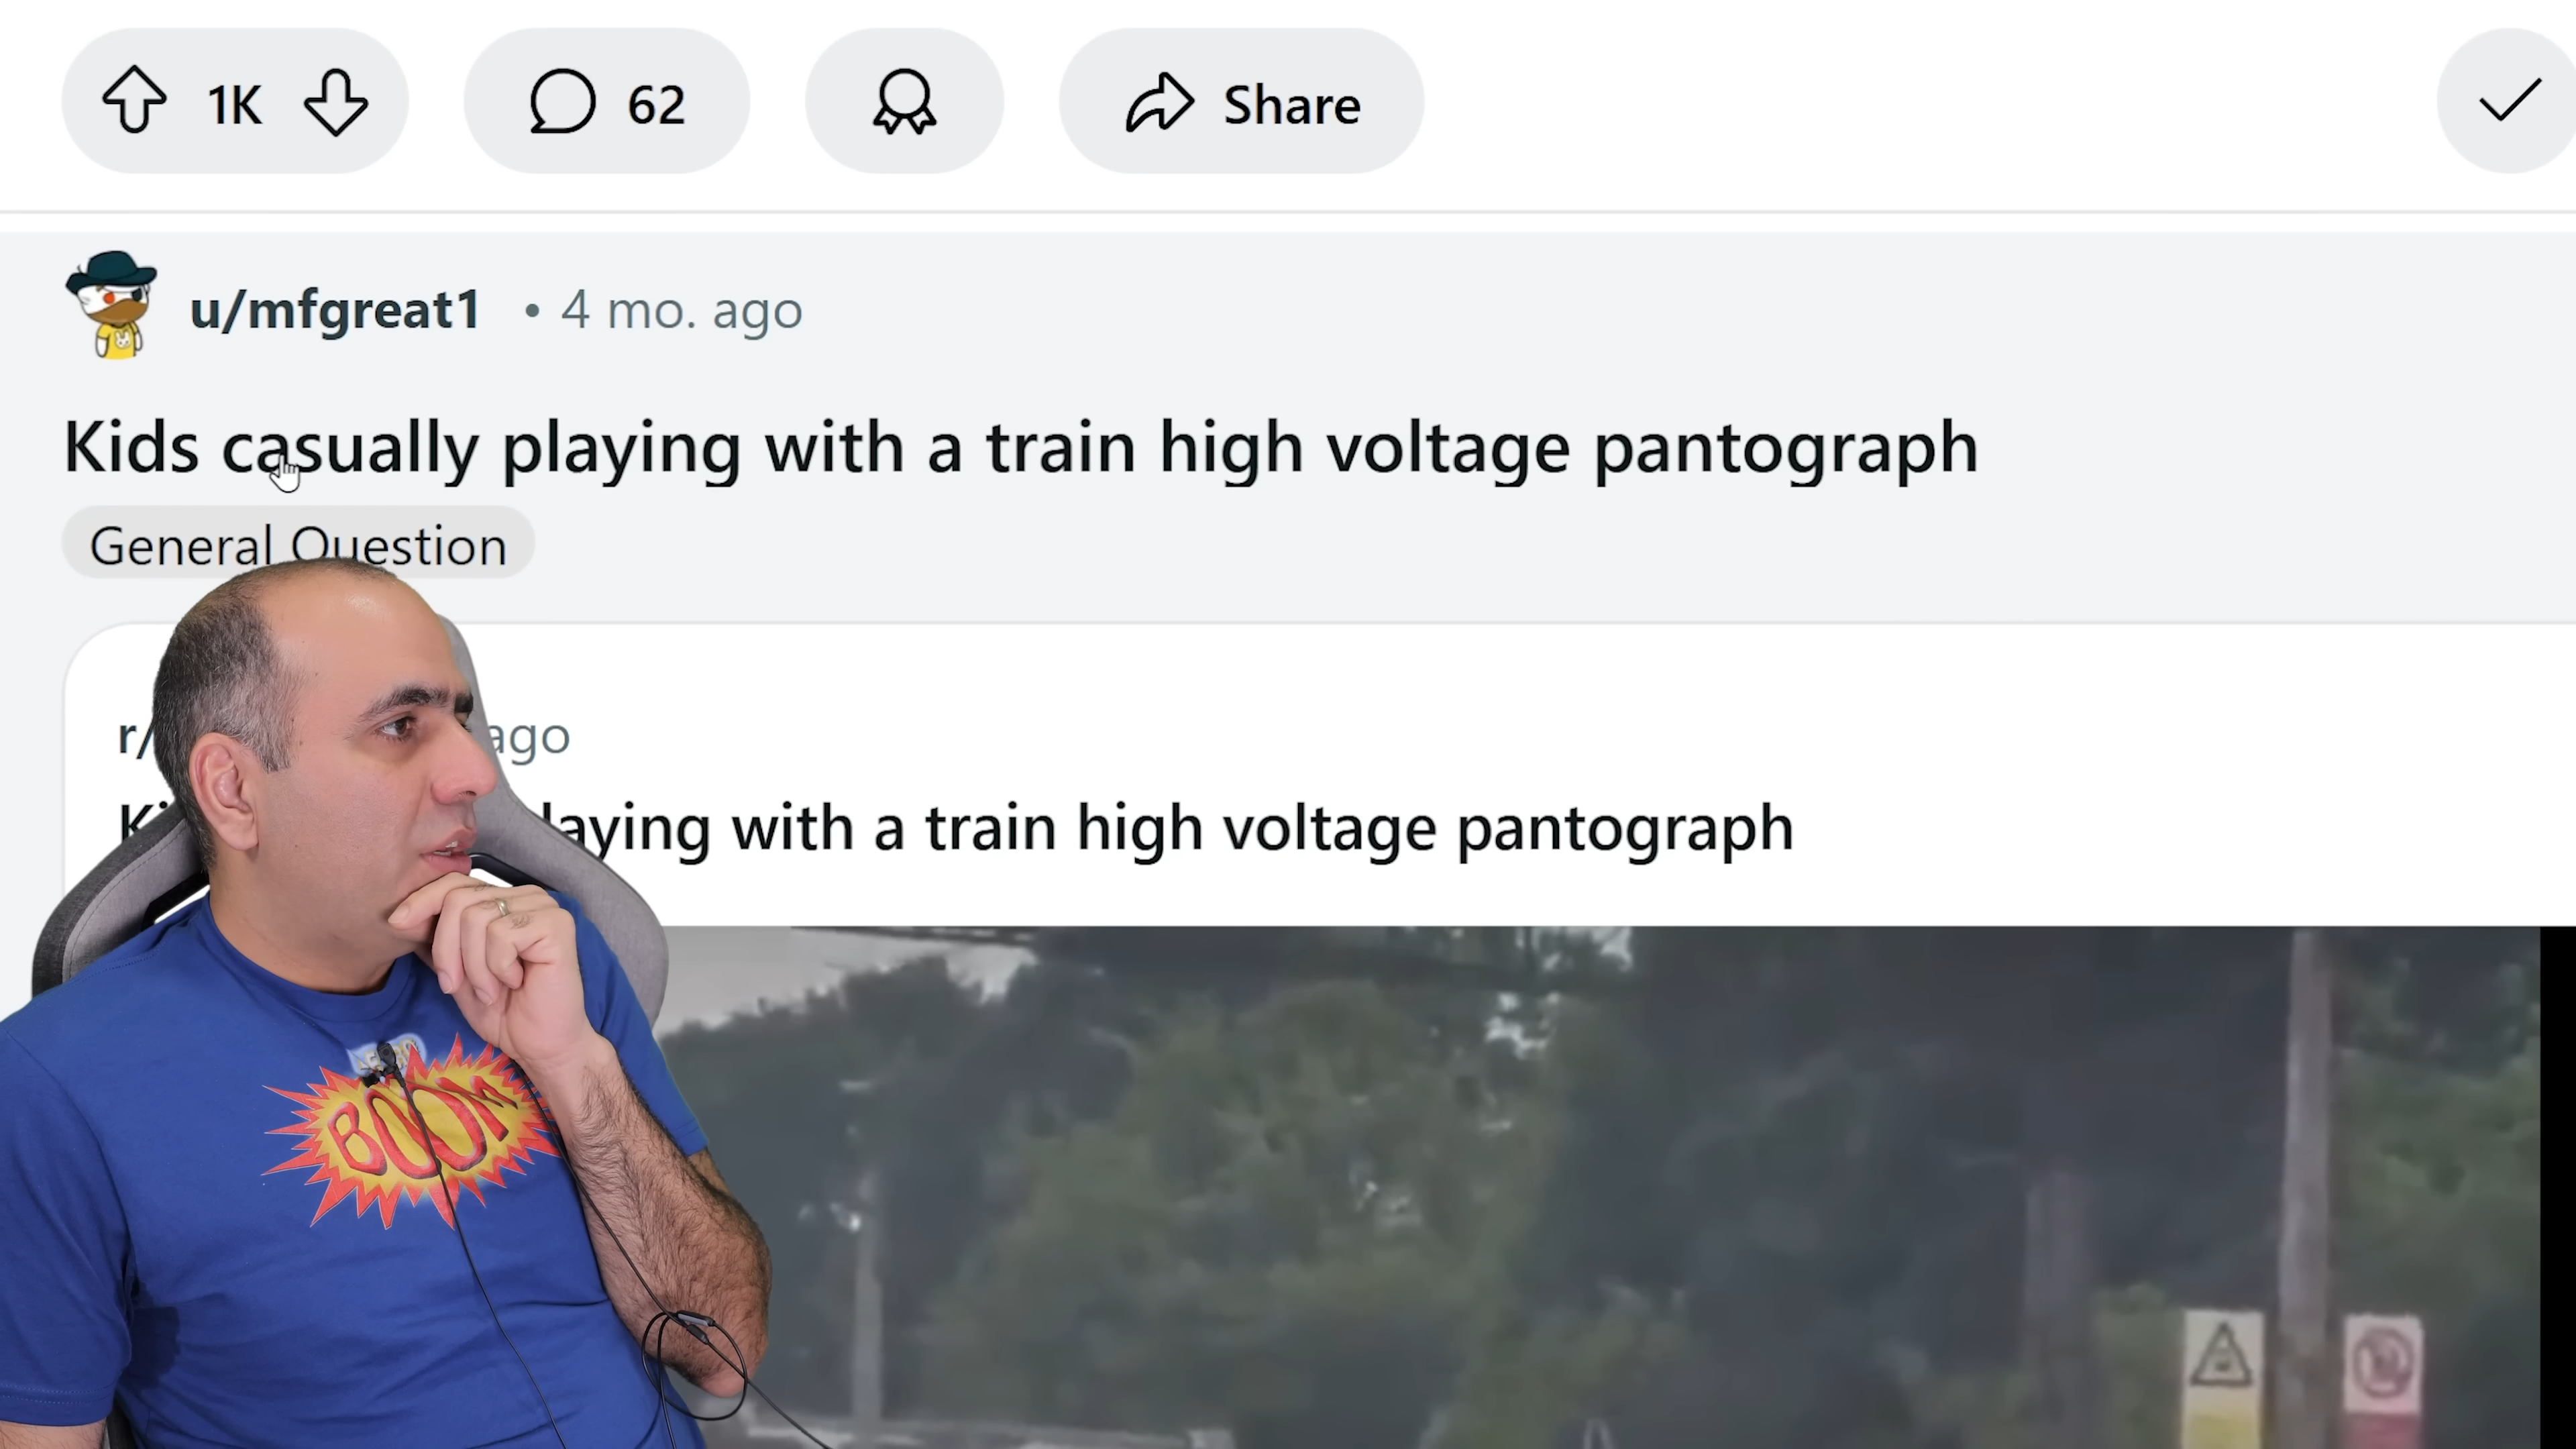 1K
62
Share
u/mfgreat1 • 4 mo. ago
Kids casually playing with a train high voltage pantograph
General Question
r/ ago
laying with a train high voltage pantograph
BOOM